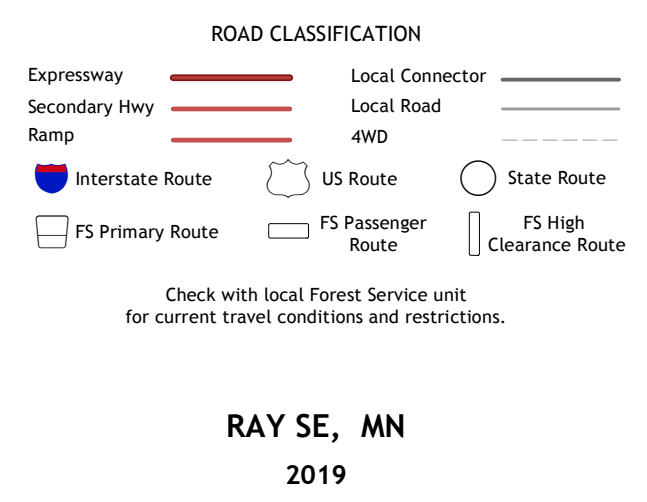 ROAD CLASSIFICATION
Expressway
Local Connector
Secondary Hwy
Local Road
Ramp
4WD
Interstate Route
US Route
State Route
FS Primary Route
FS Passenger
Route
FS High
Clearance Route
Check with local Forest Service unit
for current travel conditions and restrictions.
RAY SE, MN
2019